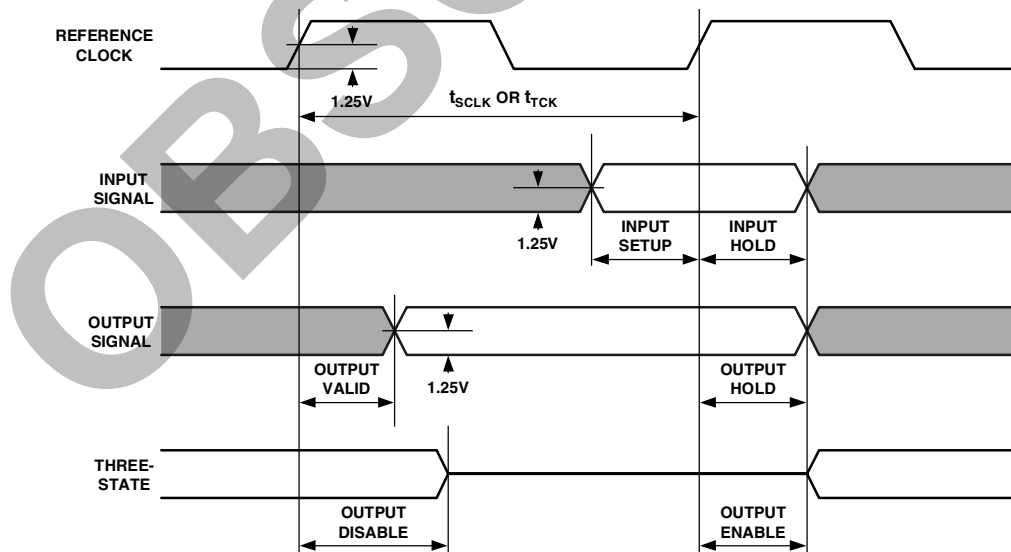 REFERENCE
CLOCK
1.25V
tSCLK OR tTCK
INPUT
SIGNAL
1.25V
INPUT
SETUP
INPUT
HOLD
OUTPUT
SIGNAL
OUTPUT
VALID
1.25V
OUTPUT
HOLD
THREE-
STATE
OUTPUT
DISABLE
OUTPUT
ENABLE
OBSO